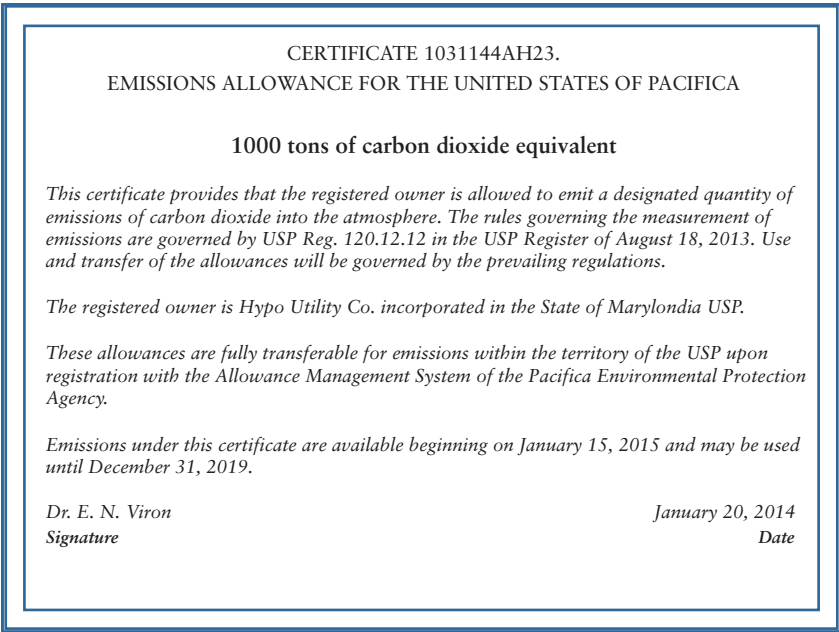 CERTIFICATE 1031144AH23.
EMISSIONS ALLOWANCE FOR THE UNITED STATES OF PACIFICA
1000 tons of carbon dioxide equivalent
This certificate provides that the registered owner is allowed to emit a designated quantity of
emissions of carbon dioxide into the atmosphere. The rules governing the measurement of
emissions are governed by USP Reg. 120.12.12 in the USP Register of August 18, 2013. Use
and transfer of the allowances will be governed by the prevailing regulations.
The registered owner is Hypo Utility Co. incorporated in the State of Marylondia USP.
These allowances are fully transferable for emissions within the territory of the USP upon
registration with the Allowance Management System of the Pacifica Environmental Protection
Agency.
Emissions under this certificate are available beginning on January 15, 2015 and may be used
until December 31, 2019.
Dr. E. N. Viron January 20, 2014
Signature Date